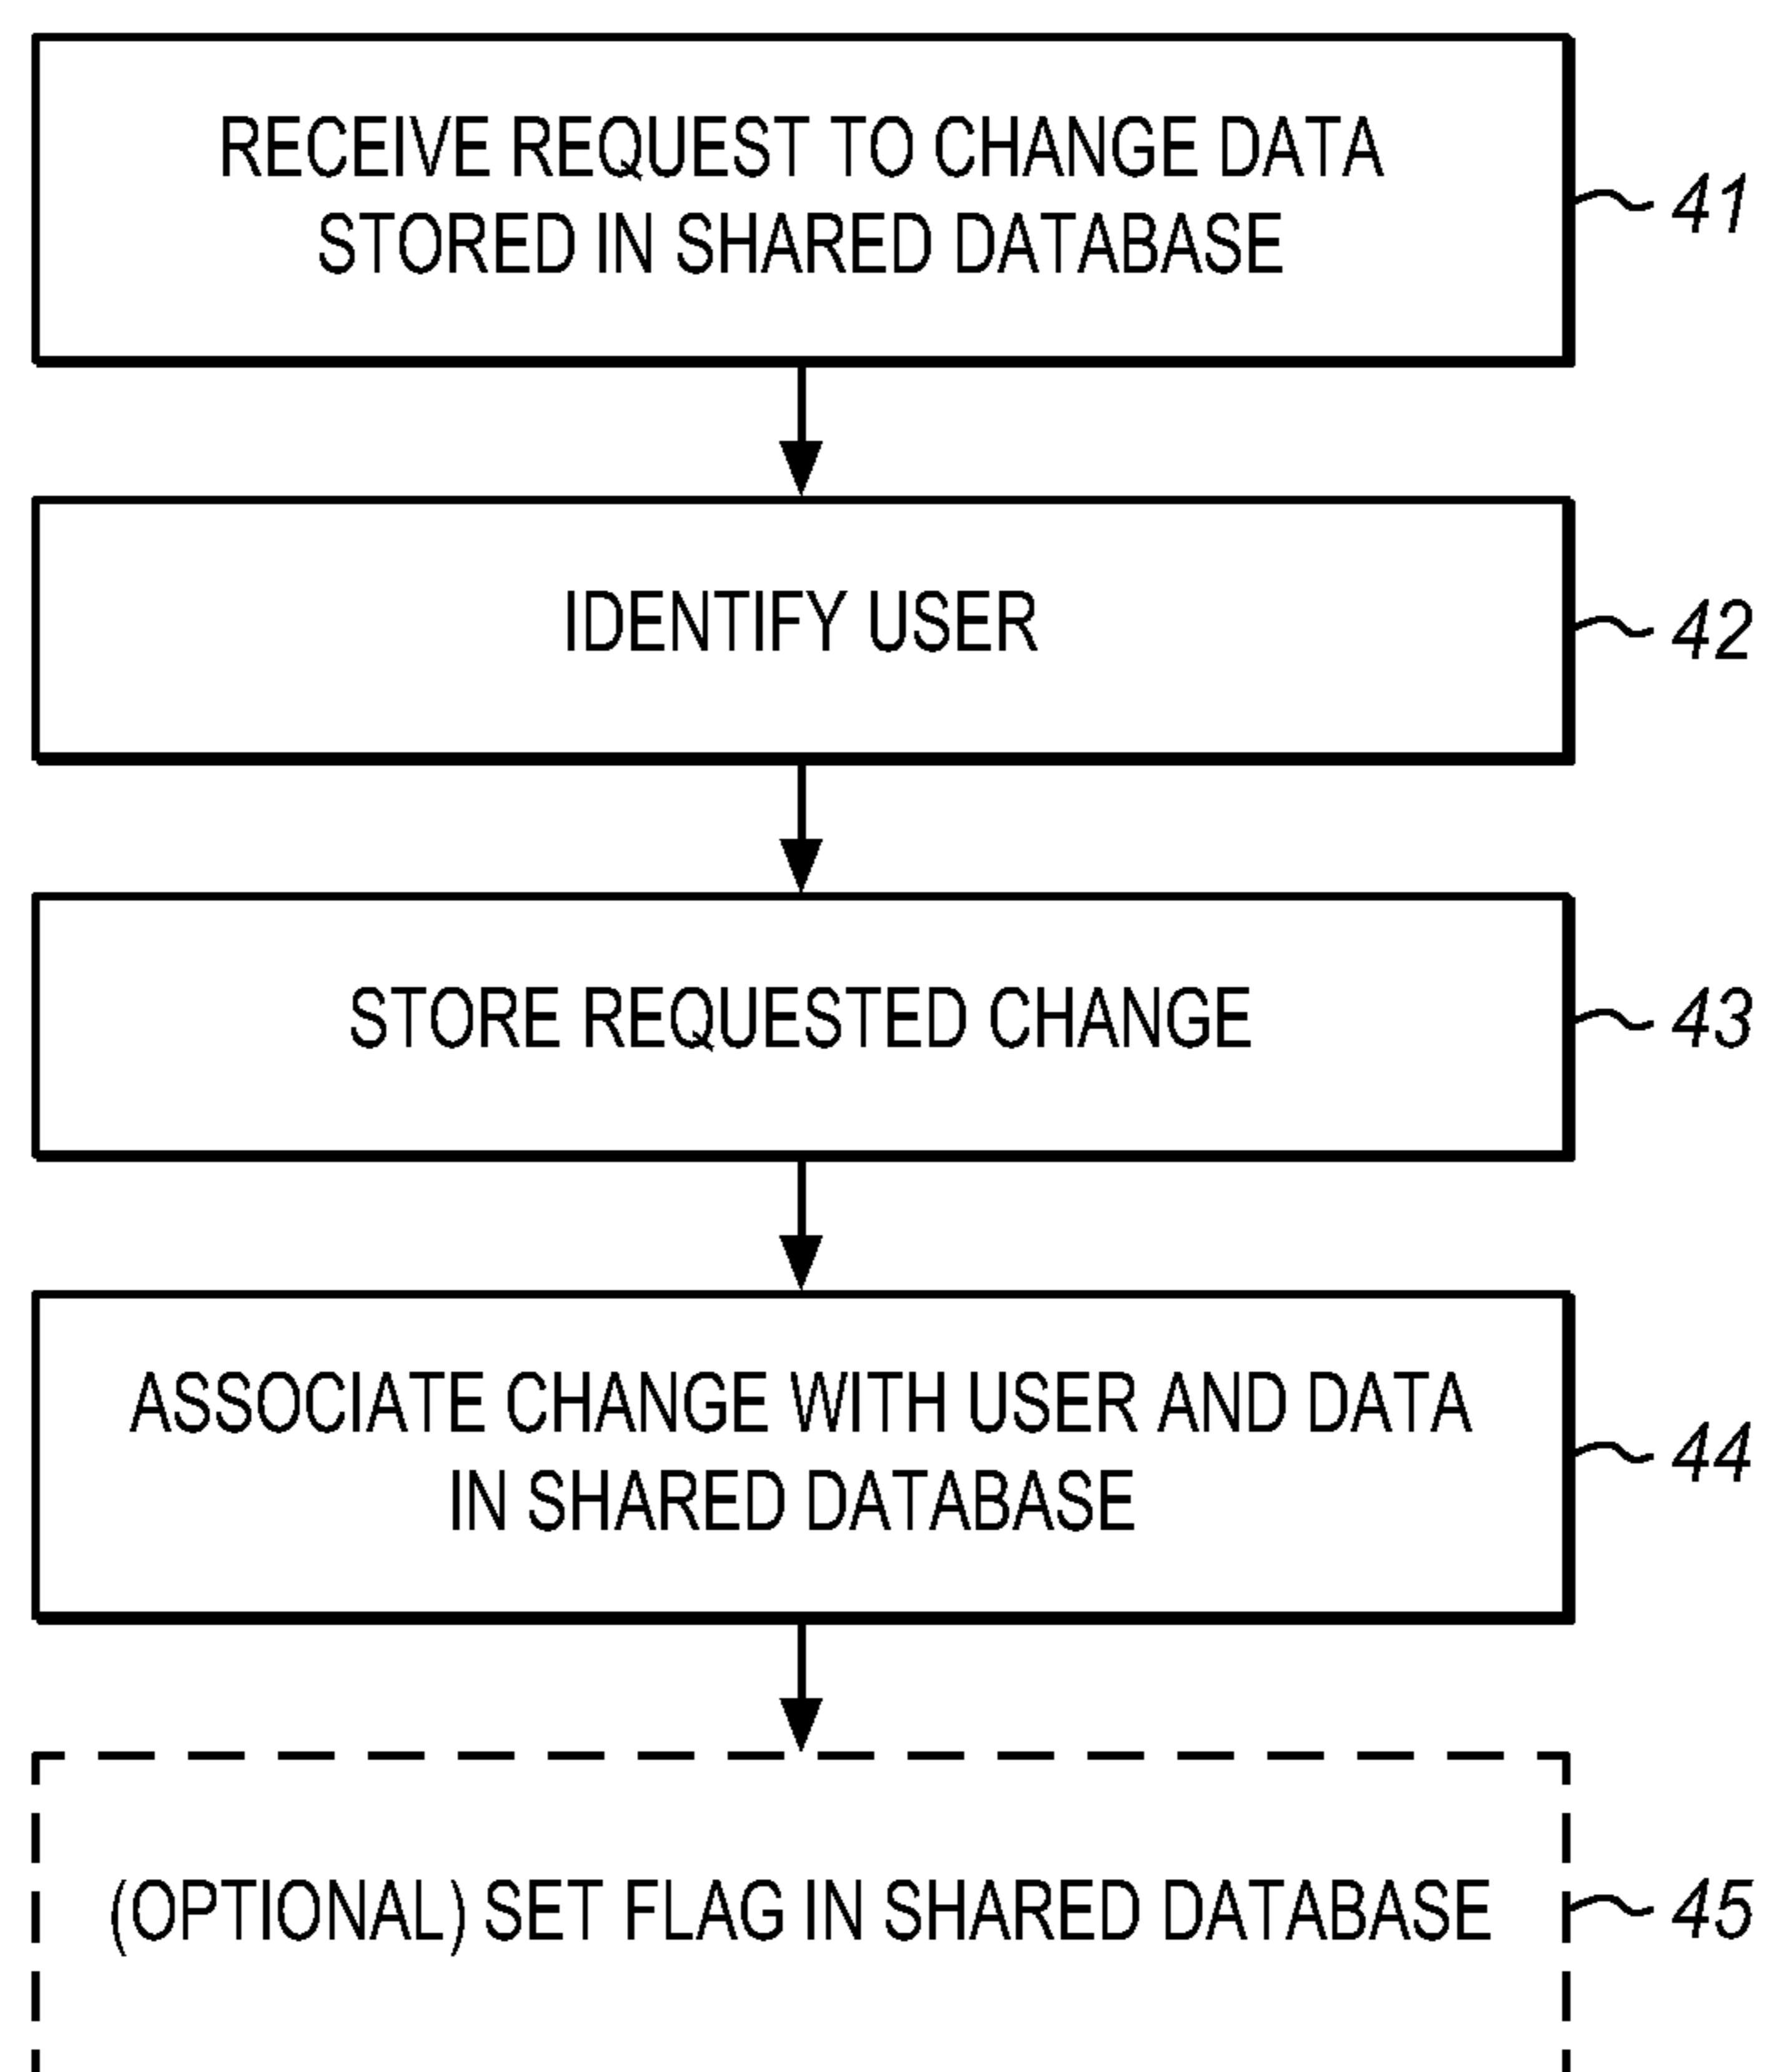 RECEIVE REQUEST TO CHANGE DATA
STORED IN SHARED DATABASE
41
IDENTIFY USER
42
STORE REQUESTED CHANGE
43
ASSOCIATE CHANGE WITH USER AND DATA
IN SHARED DATABASE
44
(OPTIONAL) SET FLAG IN SHARED DATABASE
45